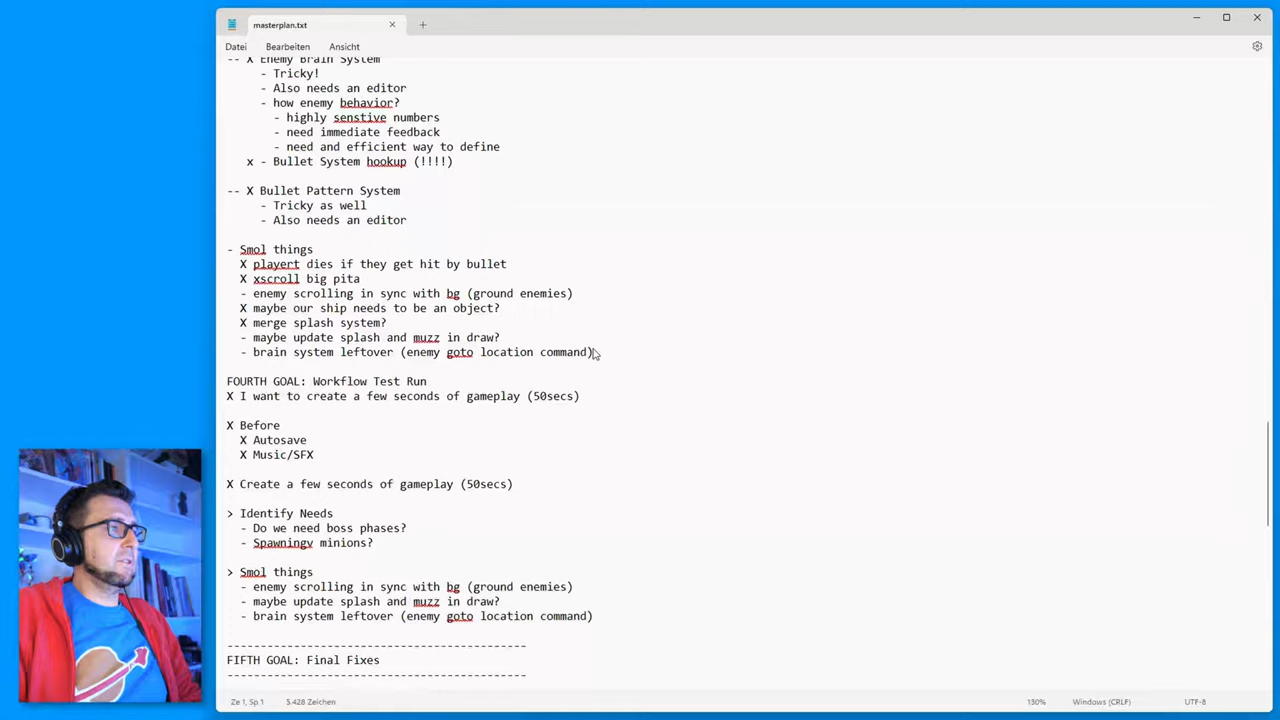 masterplan.txt
Datei Bearbeiten Ansicht
-- X Enemy Brain System
- Tricky!
- Also needs an editor
- how enemy behavior?
- highly senstive numbers
- need immediate feedback
- need and efficient way to define
x - Bullet System hookup (!!!!)
-- X Bullet Pattern System
- Tricky as well
- Also needs an editor
- Smol things
X playert dies if they get hit by bullet
X xscroll big pita
- enemy scrolling in sync with bg (ground enemies)
X maybe our ship needs to be an object?
X merge splash system?
- maybe update splash and muzz in draw?
- brain system leftover (enemy goto location command)
FOURTH GOAL: Workflow Test Run
X I want to create a few seconds of gameplay (50secs)
X Before
X Autosave
X Music/SFX
X Create a few seconds of gameplay (50secs)
> Identify Needs
- Do we need boss phases?
- Spawningv minions?
> Smol things
- enemy scrolling in sync with bg (ground enemies)
- maybe update splash and muzz in draw?
- brain system leftover (enemy goto location command)
---------------------------------------------
FIFTH GOAL: Final Fixes
---------------------------------------------
Ze 1, Sp 1 5.428 Zeichen 130% Windows (CRLF) UTF-8